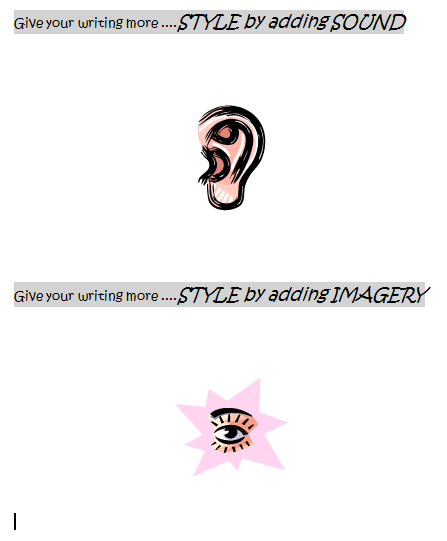 Give your writing more ....STYLE by adding SOUND
Give your writing more ....STYLE by adding IMAGERY